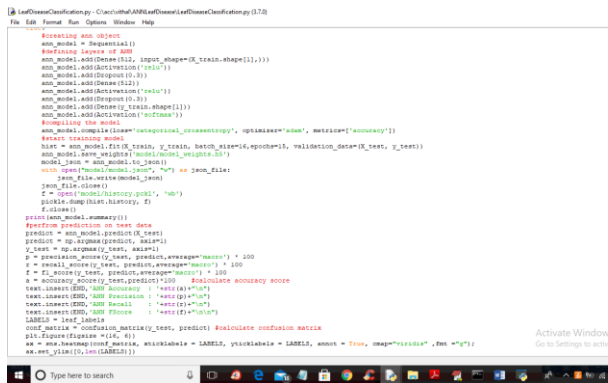 LeafDiseaseClassification.py - C:\acc\vithal\ANNLeafDisease\LeafDiseaseClassification.py (3.7.0)
File Edit Format Run Options Window Help
#creating ann object
ann_model = Sequential()
#defining layers of ANN
ann_model.add(Dense(512, input_shape=(X_train.shape[1],)))
ann_model.add(Activation('relu'))
ann_model.add(Dropout(0.3))
ann_model.add(Dense(512))
ann_model.add(Activation('relu'))
ann_model.add(Dropout(0.3))
ann_model.add(Dense(y_train.shape[1]))
ann_model.add(Activation('softmax'))
#compiling the model
ann_model.compile(loss='categorical_crossentropy', optimizer='adam', metrics=['accuracy'])
#start training model
hist = ann_model.fit(X_train, y_train, batch_size=16,epochs=15, validation_data=(X_test, y_test))
ann_model.save_weights('model/model_weights.h5')
model_json = ann_model.to_json()
with open("model/model.json", "w") as json_file:
json_file.write(model_json)
json_file.close()
f = open('model/history.pckl', 'wb')
pickle.dump(hist.history, f)
f.close()
print(ann_model.summary())
#perfrom prediction on test data
predict = ann_model.predict(X_test)
predict = np.argmax(predict, axis=1)
y_test = np.argmax(y_test, axis=1)
p = precision_score(y_test, predict,average='macro') * 100
r = recall_score(y_test, predict,average='macro') * 100
f = f1_score(y_test, predict,average='macro') * 100
a = accuracy_score(y_test,predict)*100 #calculate accuracy score
text.insert(END,'ANN Accuracy : '+str(a)+"\n")
text.insert(END,'ANN Precision : '+str(p)+"\n")
text.insert(END,'ANN Recall : '+str(r)+"\n")
text.insert(END,'ANN FScore : '+str(f)+"\n\n")
LABELS = leaf_labels
conf_matrix = confusion_matrix(y_test, predict) #calculate confusion matrix
plt.figure(figsize =(16, 6))
ax = sns.heatmap(conf_matrix, xticklabels = LABELS, yticklabels = LABELS, annot = True, cmap="viridis" ,fmt ="g");
ax.set_ylim([0,len(LABELS)])
Activate Window
Go to Settings to activ
Type here to search